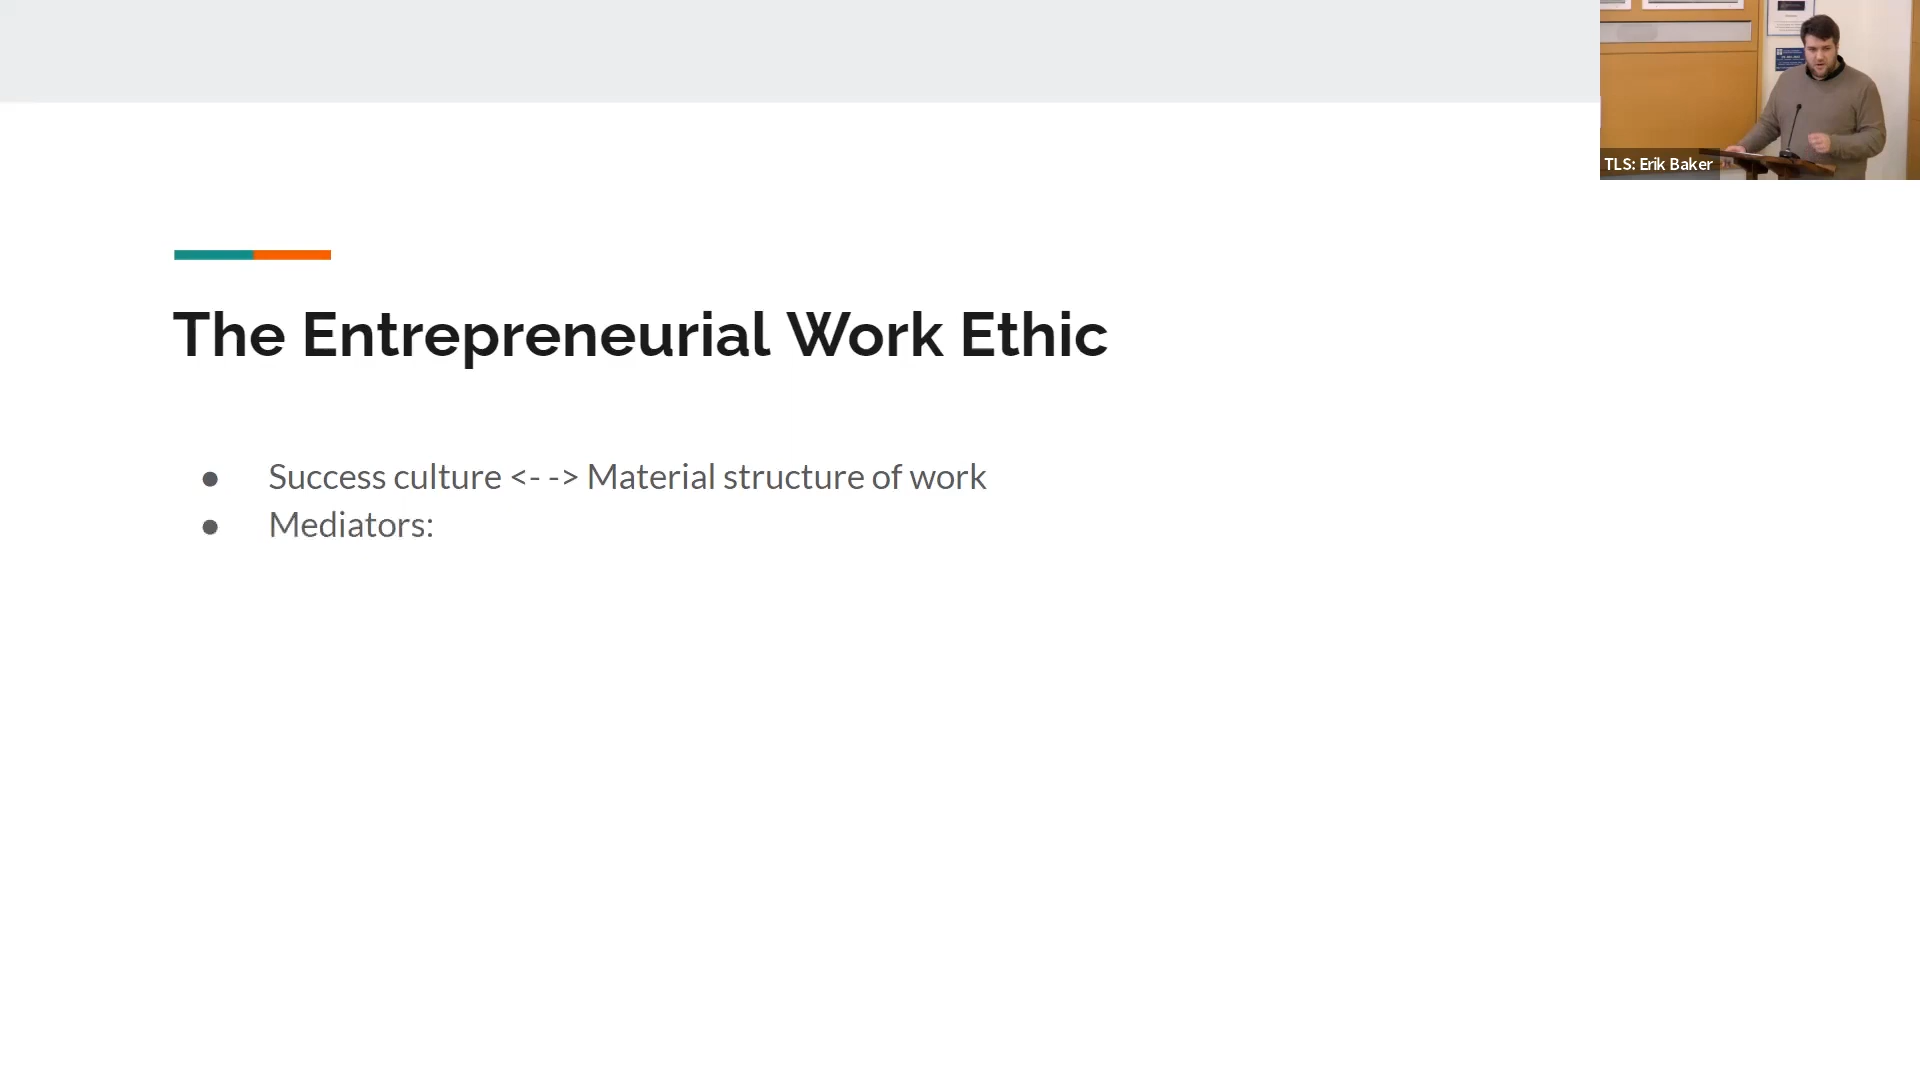 TLS: Erik Baker
The Entrepreneurial Work Ethic
● Success culture <- -> Material structure of work
● Mediators: